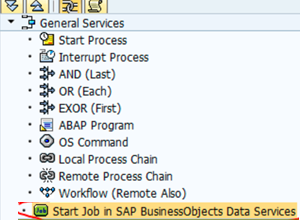 General Services
Start Process
Interrupt Process
AND (Last)
OR (Each)
EXOR (First)
ABAP Program
OS Command
Local Process Chain
Remote Process Chain
Workflow (Remote Also)
Start Job in SAP BusinessObjects Data Services